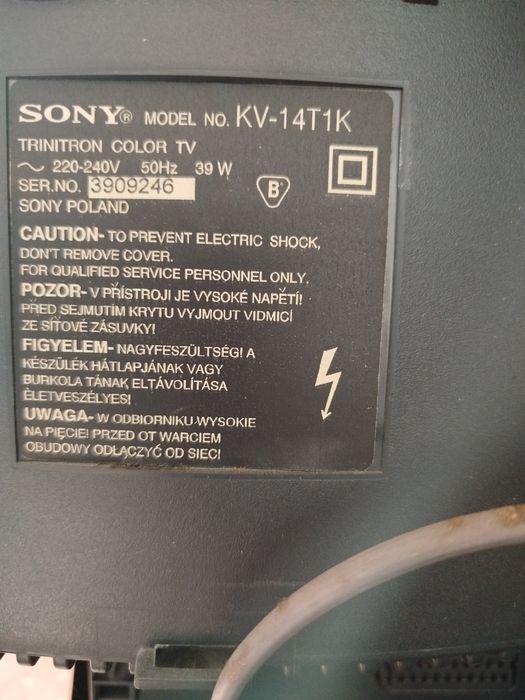 SONY® MODEL NO. KV-14T1K
TRINITRON COLOR TV
~ 220-240V 50Hz 39 W
SER.NO. 3909246
B
SONY POLAND
CAUTION- TO PREVENT ELECTRIC SHOCK,
DON'T REMOVE COVER.
FOR QUALIFIED SERVICE PERSONNEL ONLY.
POZOR- V PŘÍSTROJI JE VYSOKÉ NAPĚTÍ!
PŘED SEJMUTÍM KRYTU VYJMOUT VIDMICI
ZE SÍŤOVÉ ZÁSUVKY!
FIGYELEM- NAGYFESZÜLTSÉG! A
KÉSZÜLÉK HÁTLAPJÁNAK VAGY
BURKOLA TÁNAK ELTÁVOLÍTÁSA
ÉLETVESZÉLYES!
UWAGA- W ODBIORNIKU WYSOKIE
NA PIĘCIE! PRZED OT WARCIEM
OBUDOWY ODŁĄCZYĆ OD SIECI